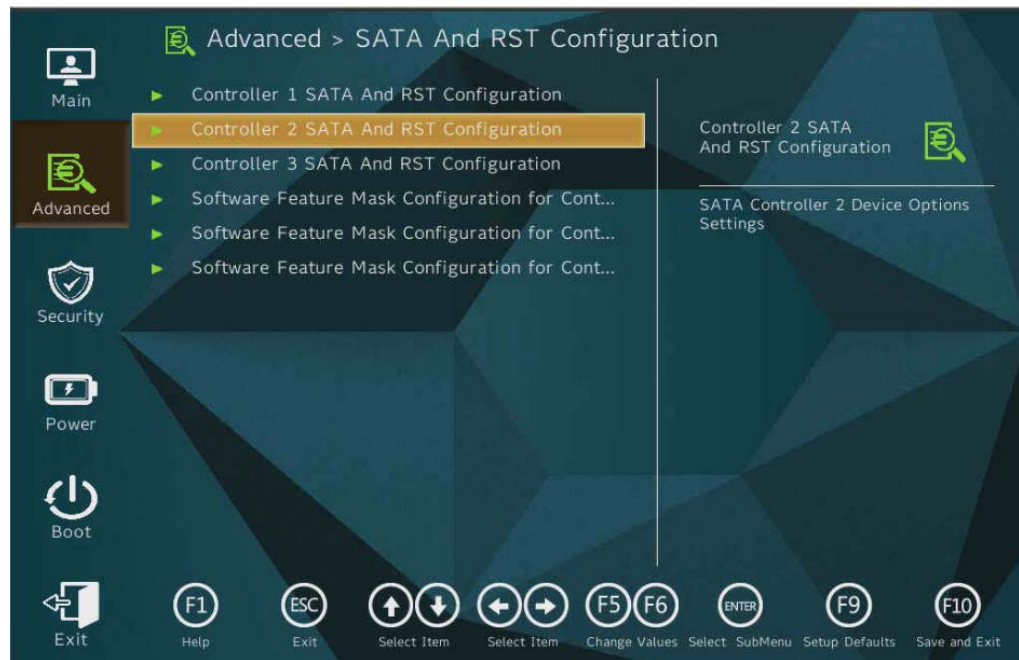 Advanced > SATA And RST Configuration
Main
Advanced
Security
Power
Boot
Exit
Controller 1 SATA And RST Configuration
Controller 2 SATA And RST Configuration
Controller 3 SATA And RST Configuration
Software Feature Mask Configuration for Cont...
Software Feature Mask Configuration for Cont...
Software Feature Mask Configuration for Cont...
Controller 2 SATA
And RST Configuration
SATA Controller 2 Device Options
Settings
F1
Help
ESC
Exit
Select Item
Select Item
F5 F6
Change Values
ENTER
Select SubMenu
F9
Setup Defaults
F10
Save and Exit